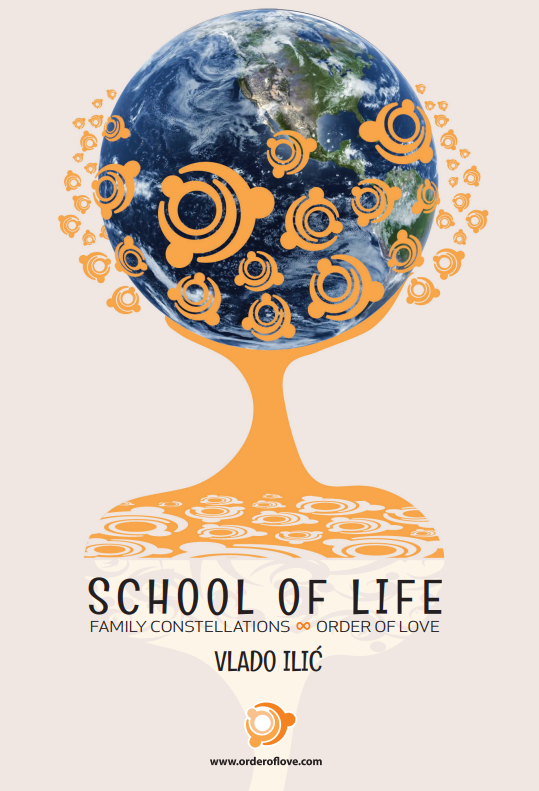 SCHOOL OF LIFE
FAMILY CONSTELLATIONS ∞ ORDER OF LOVE
VLADO ILIĆ
www.orderoflove.com